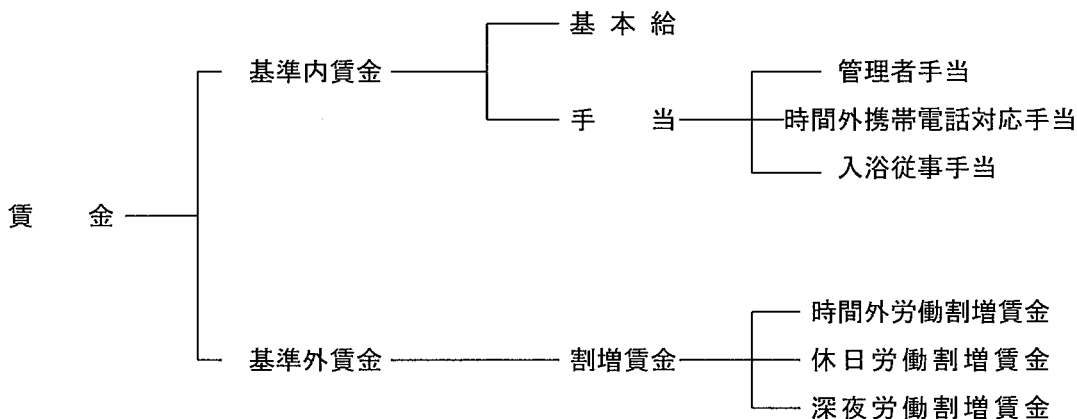 基本給
基準内賃金
管理者手当
手当
時間外携帯電話対応手当
入浴従事手当
賃金
時間外労働割増賃金
基準外賃金
割増賃金
休日労働割増賃金
深夜労働割増賃金